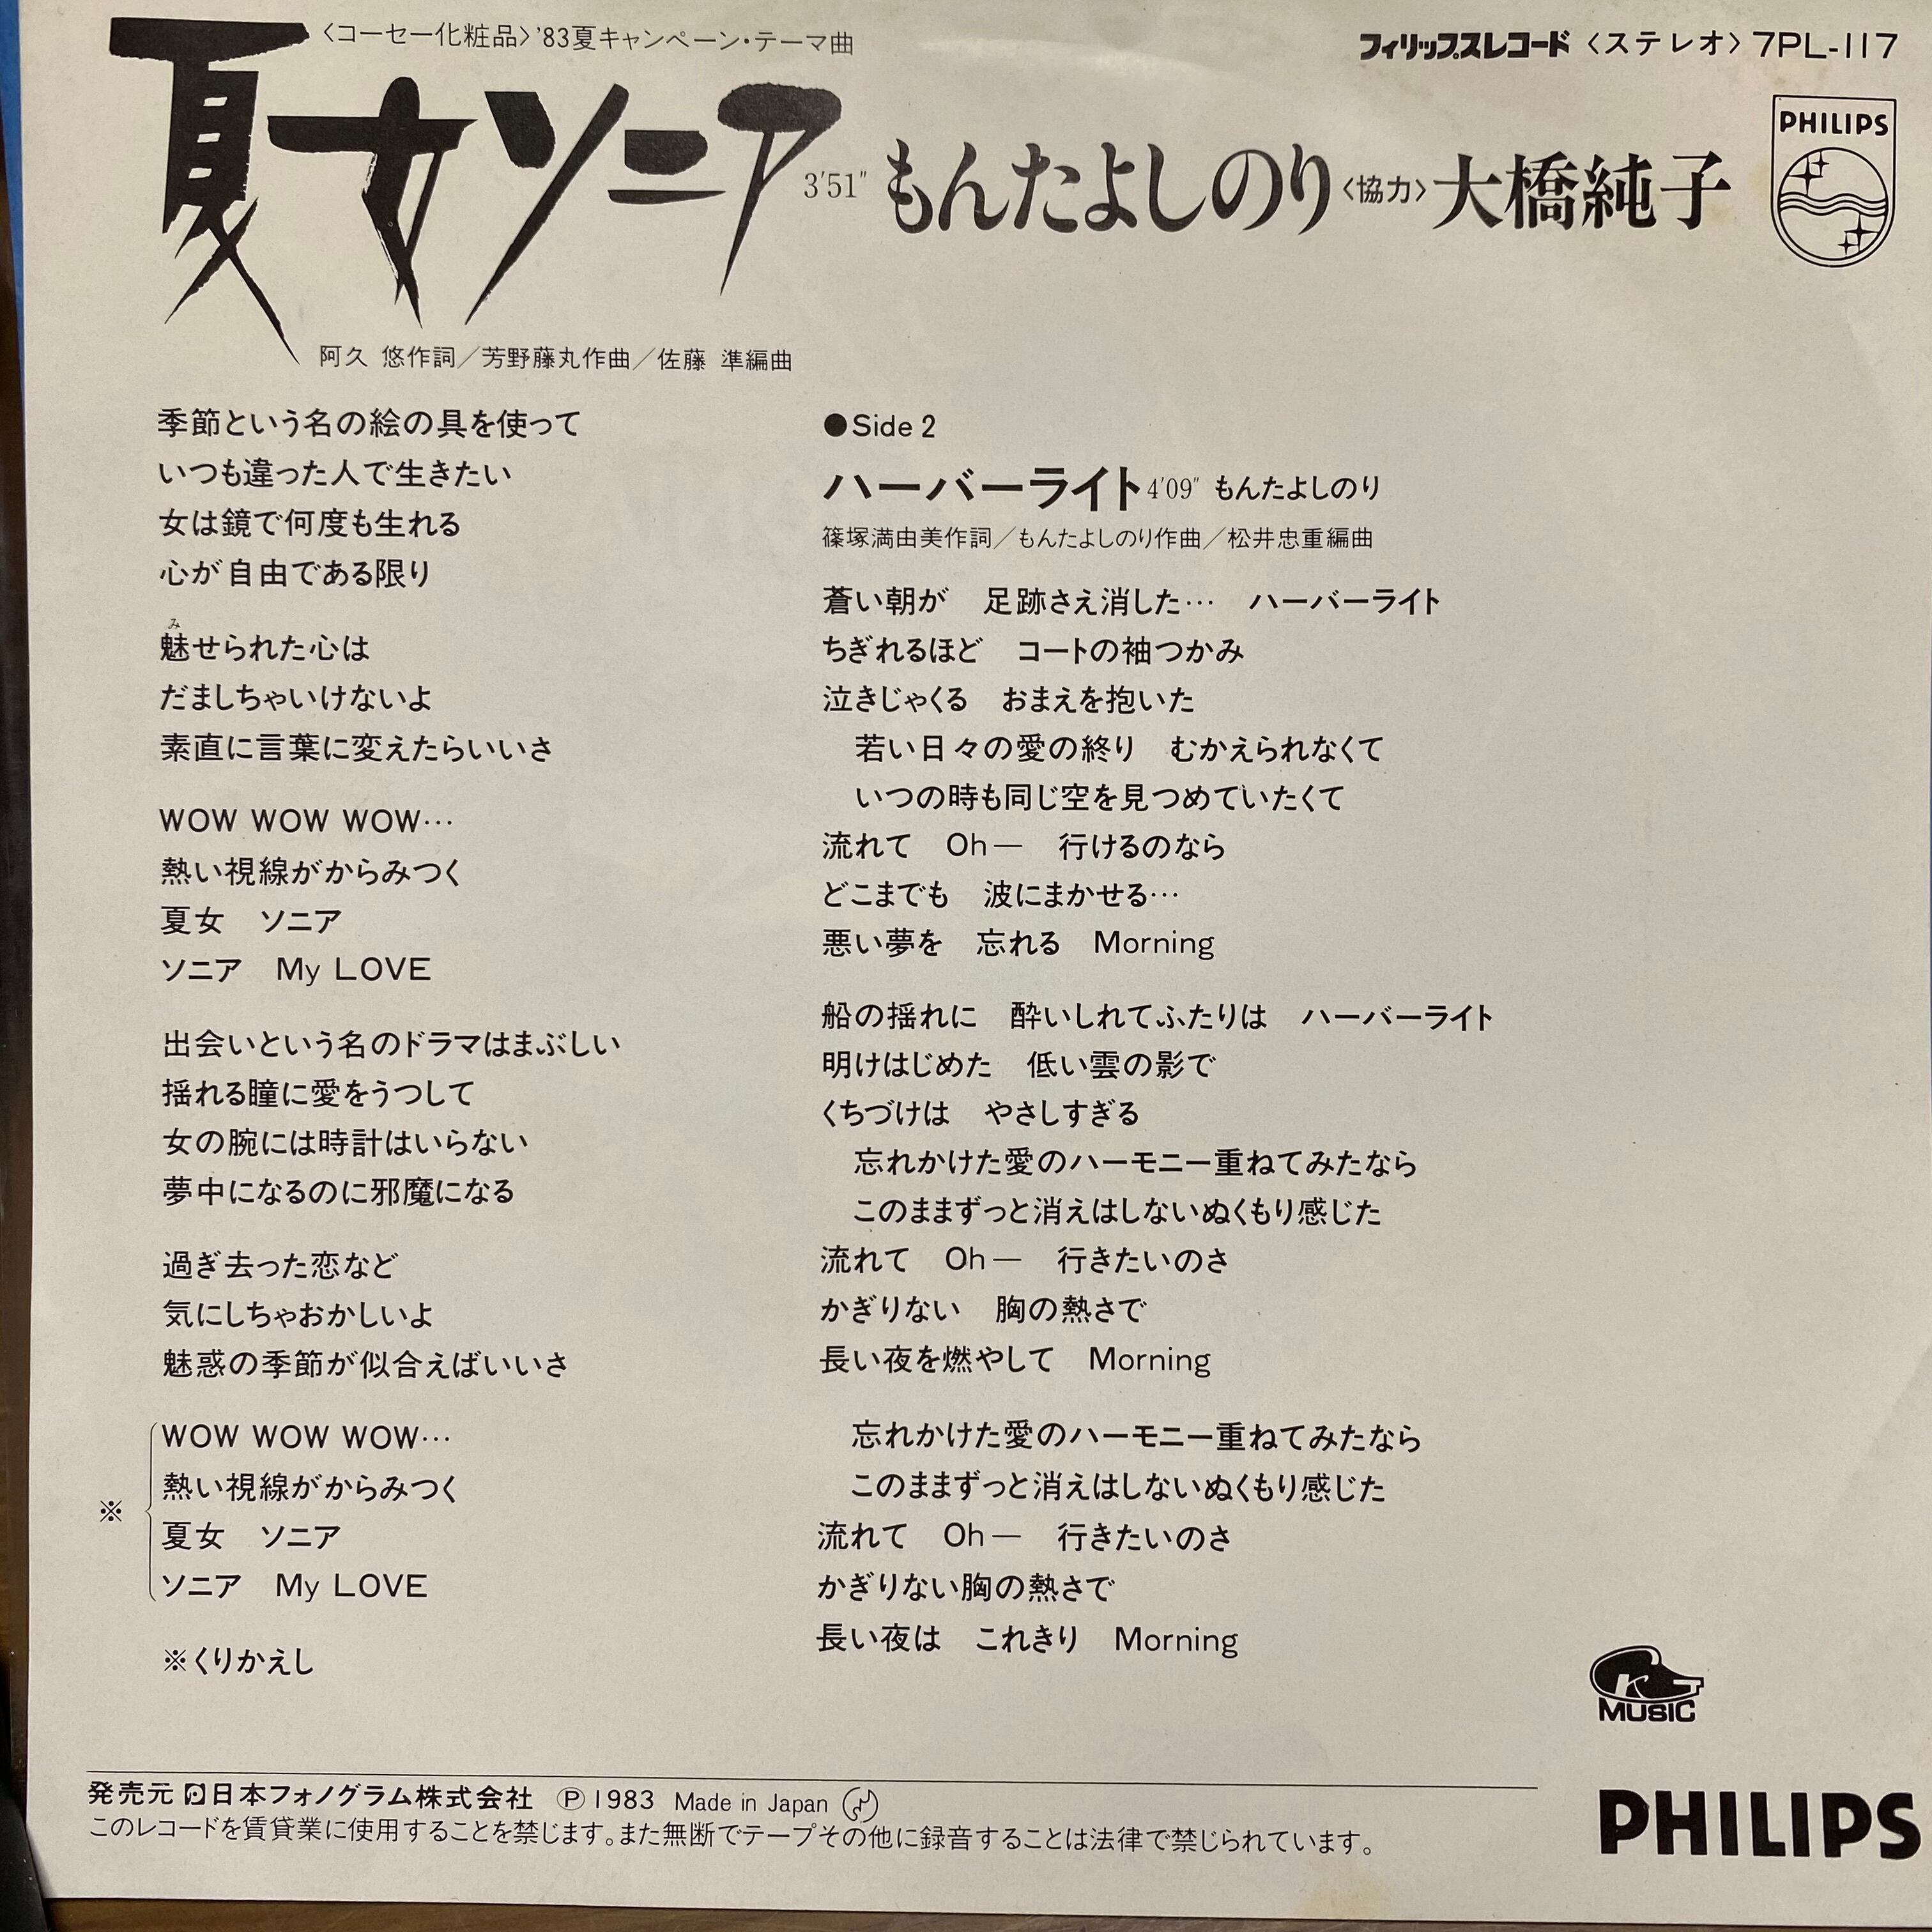 〈コーセー化粧品〉'83夏キャンペーン・テーマ曲
フィリップスレコード〈ステレオ〉7PL-117
PHILIPS
夏女ソニア 3'51" もんたよしのり〈協力〉大橋純子
阿久 悠作詞／芳野藤丸作曲／佐藤 準編曲
季節という名の絵の具を使って
いつも違った人で生きたい
女は鏡で何度も生れる
心が自由である限り
み
魅せられた心は
だましちゃいけないよ
素直に言葉に変えたらいいさ
WOW WOW WOW…
熱い視線がからみつく
夏女　ソニア
ソニア　My LOVE
出会いという名のドラマはまぶしい
揺れる瞳に愛をうつして
女の腕には時計はいらない
夢中になるのに邪魔になる
過ぎ去った恋など
気にしちゃおかしいよ
魅惑の季節が似合えばいいさ
WOW WOW WOW…
熱い視線がからみつく
※
夏女　ソニア
ソニア　My LOVE
※くりかえし
●Side 2
ハーバーライト 4'09" もんたよしのり
篠塚満由美作詞／もんたよしのり作曲／松井忠重編曲
蒼い朝が　足跡さえ消した…　ハーバーライト
ちぎれるほど　コートの袖つかみ
泣きじゃくる　おまえを抱いた
若い日々の愛の終り　むかえられなくて
いつの時も同じ空を見つめていたくて
流れて　Oh―　行けるのなら
どこまでも　波にまかせる…
悪い夢を　忘れる　Morning
船の揺れに　酔いしれてふたりは　ハーバーライト
明けはじめた　低い雲の影で
くちづけは　やさしすぎる
忘れかけた愛のハーモニー重ねてみたなら
このままずっと消えはしないぬくもり感じた
流れて　Oh―　行きたいのさ
かぎりない　胸の熱さで
長い夜を燃やして　Morning
忘れかけた愛のハーモニー重ねてみたなら
このままずっと消えはしないぬくもり感じた
流れて　Oh―　行きたいのさ
かぎりない胸の熱さで
長い夜は　これきり　Morning
MUSIC
発売元 日本フォノグラム株式会社 Ⓟ1983 Made in Japan
このレコードを賃貸業に使用することを禁じます。また無断でテープその他に録音することは法律で禁じられています。
PHILIPS